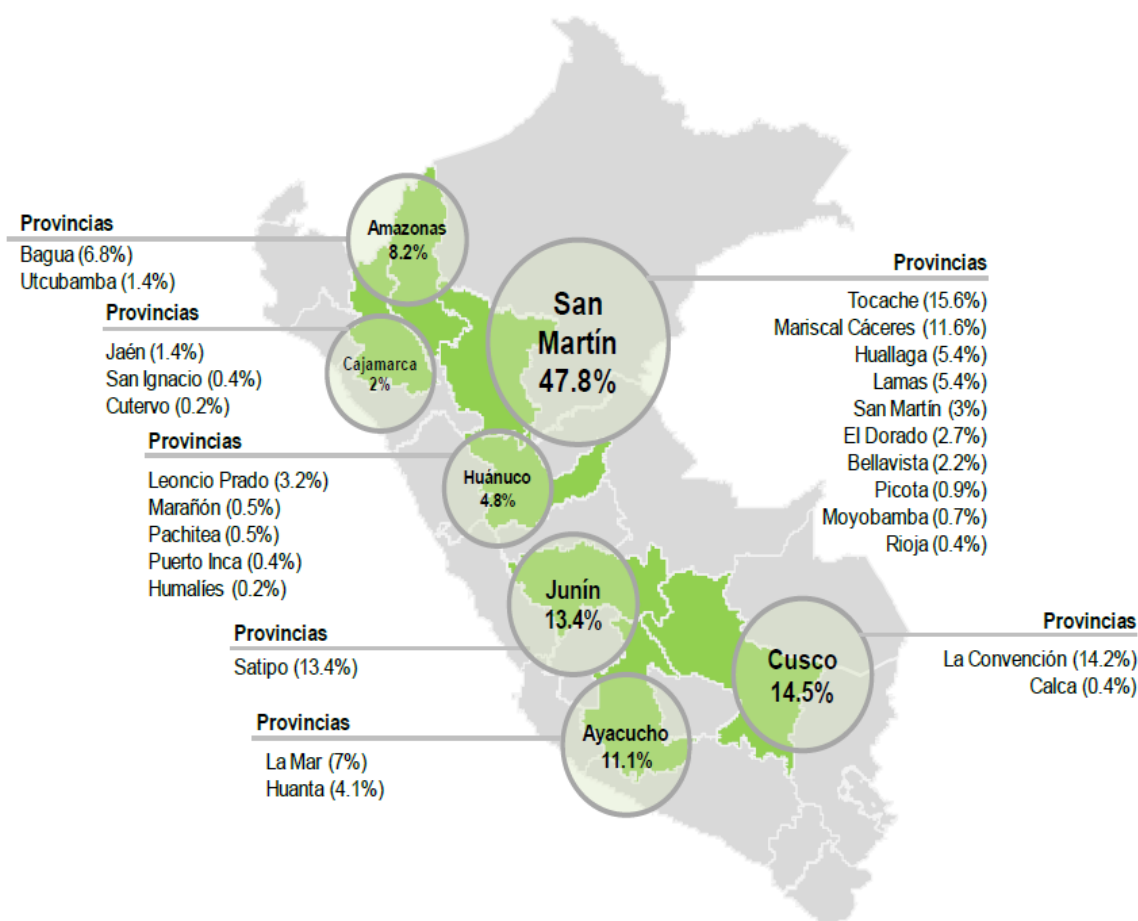 Provincias
Bagua (6.8%)
Utcubamba (1.4%)
Amazonas
8.2%
San
Martín
47.8%
Provincias
Tocache (15.6%)
Mariscal Cáceres (11.6%)
Huallaga (5.4%)
Lamas (5.4%)
San Martín (3%)
El Dorado (2.7%)
Bellavista (2.2%)
Picota (0.9%)
Moyobamba (0.7%)
Rioja (0.4%)
Provincias
Jaén (1.4%)
San Ignacio (0.4%)
Cutervo (0.2%)
Cajamarca
2%
Provincias
Leoncio Prado (3.2%)
Marañón (0.5%)
Pachitea (0.5%)
Puerto Inca (0.4%)
Humalíes (0.2%)
Huánuco
4.8%
Junín
13.4%
Provincias
Satipo (13.4%)
Provincias
La Convención (14.2%)
Calca (0.4%)
Cusco
14.5%
Provincias
La Mar (7%)
Huanta (4.1%)
Ayacucho
11.1%